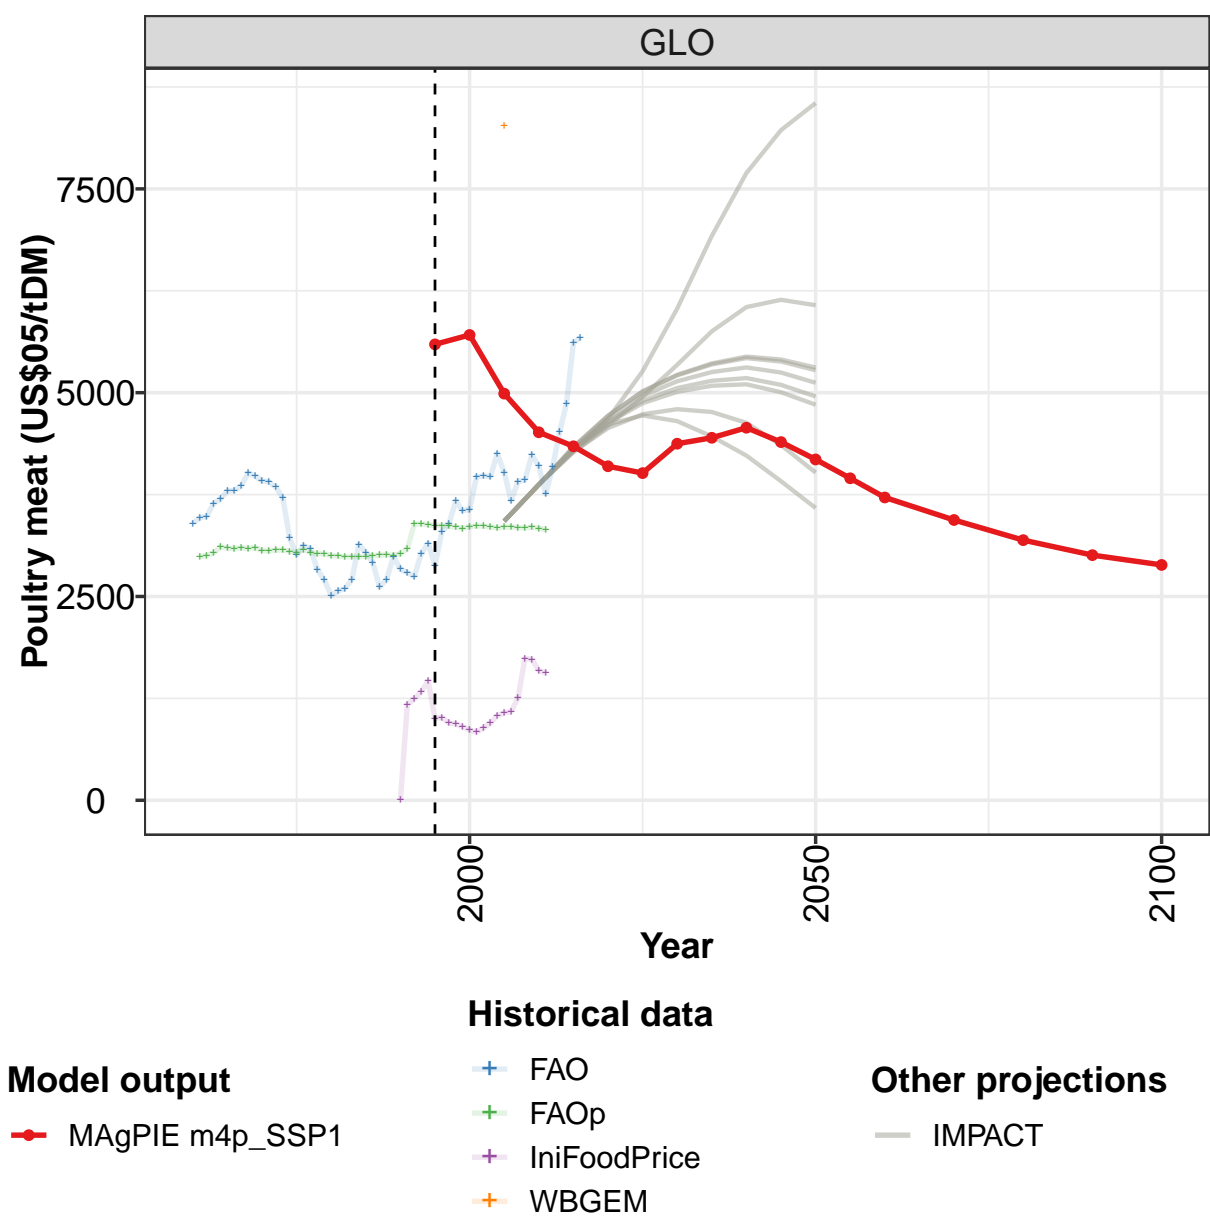 GLO
Poultry meat (US$05/tDM)
7500
5000
2500
0
2000
2050
2100
Year
Historical data
FAO
FAOp
IniFoodPrice
WBGEM
Model output
MAgPIE m4p_SSP1
Other projections
IMPACT